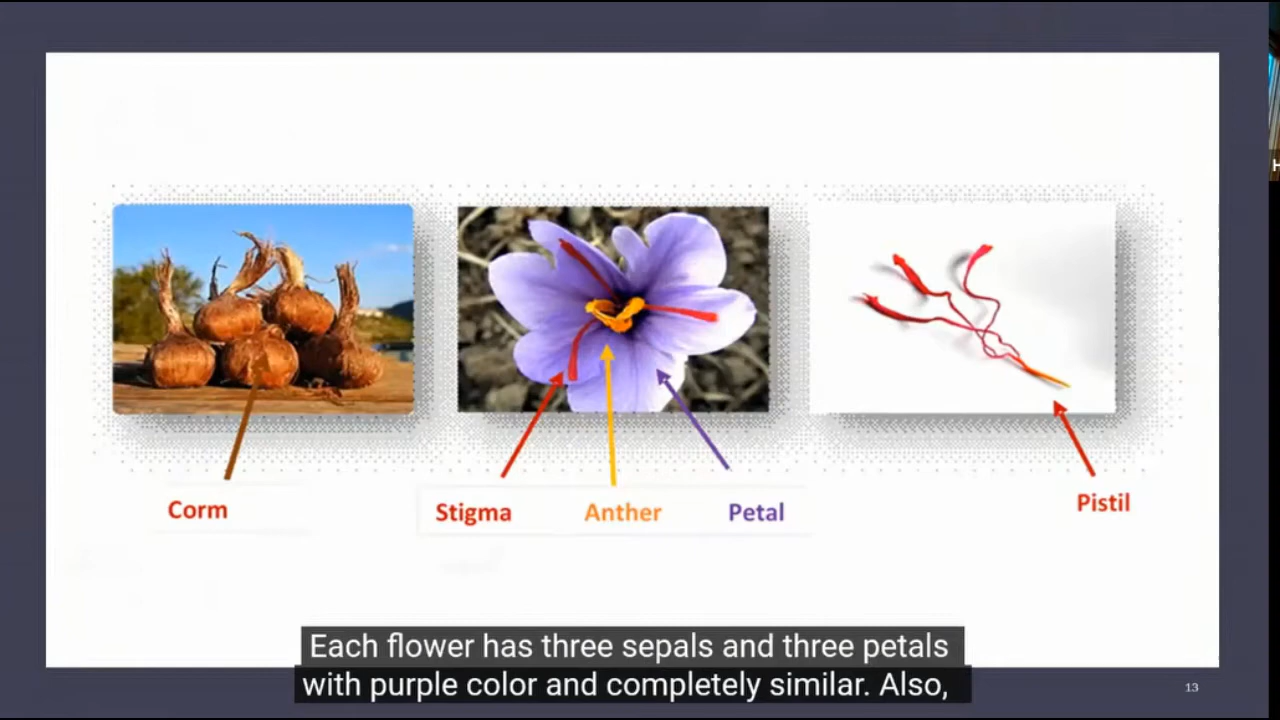 Corm
Stigma Anther Petal
Pistil
Each flower has three sepals and three petals
with purple color and completely similar. Also,
13
H